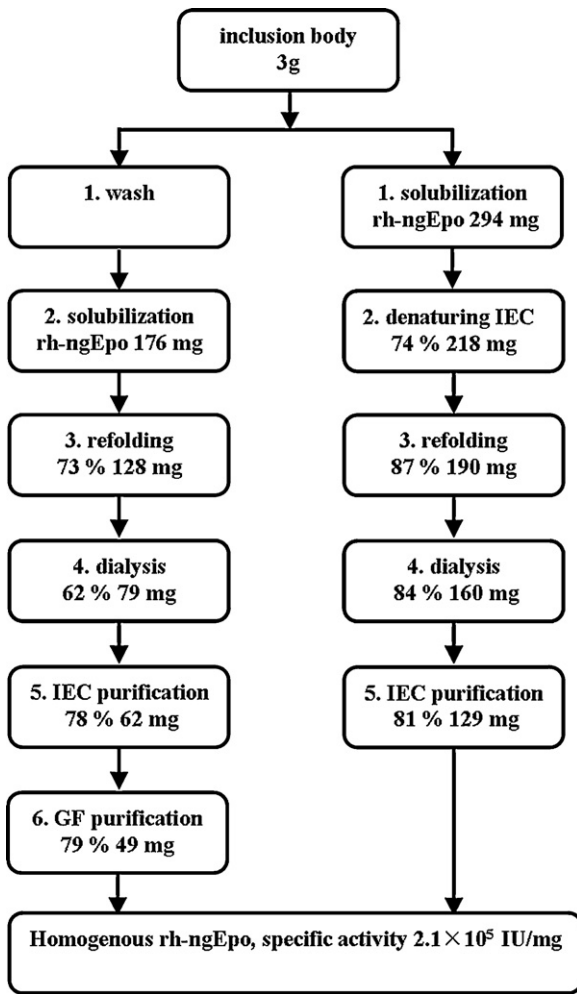 inclusion body
3g
1. wash
2. solubilization
rh-ngEpo 176 mg
3. refolding
73 % 128 mg
4. dialysis
62 % 79 mg
5. IEC purification
78 % 62 mg
6. GF purification
79 % 49 mg
1. solubilization
rh-ngEpo 294 mg
2. denaturing IEC
74 % 218 mg
3. refolding
87 % 190 mg
4. dialysis
84 % 160 mg
5. IEC purification
81 % 129 mg
Homogenous rh-ngEpo, specific activity 2.1×10⁵ IU/mg